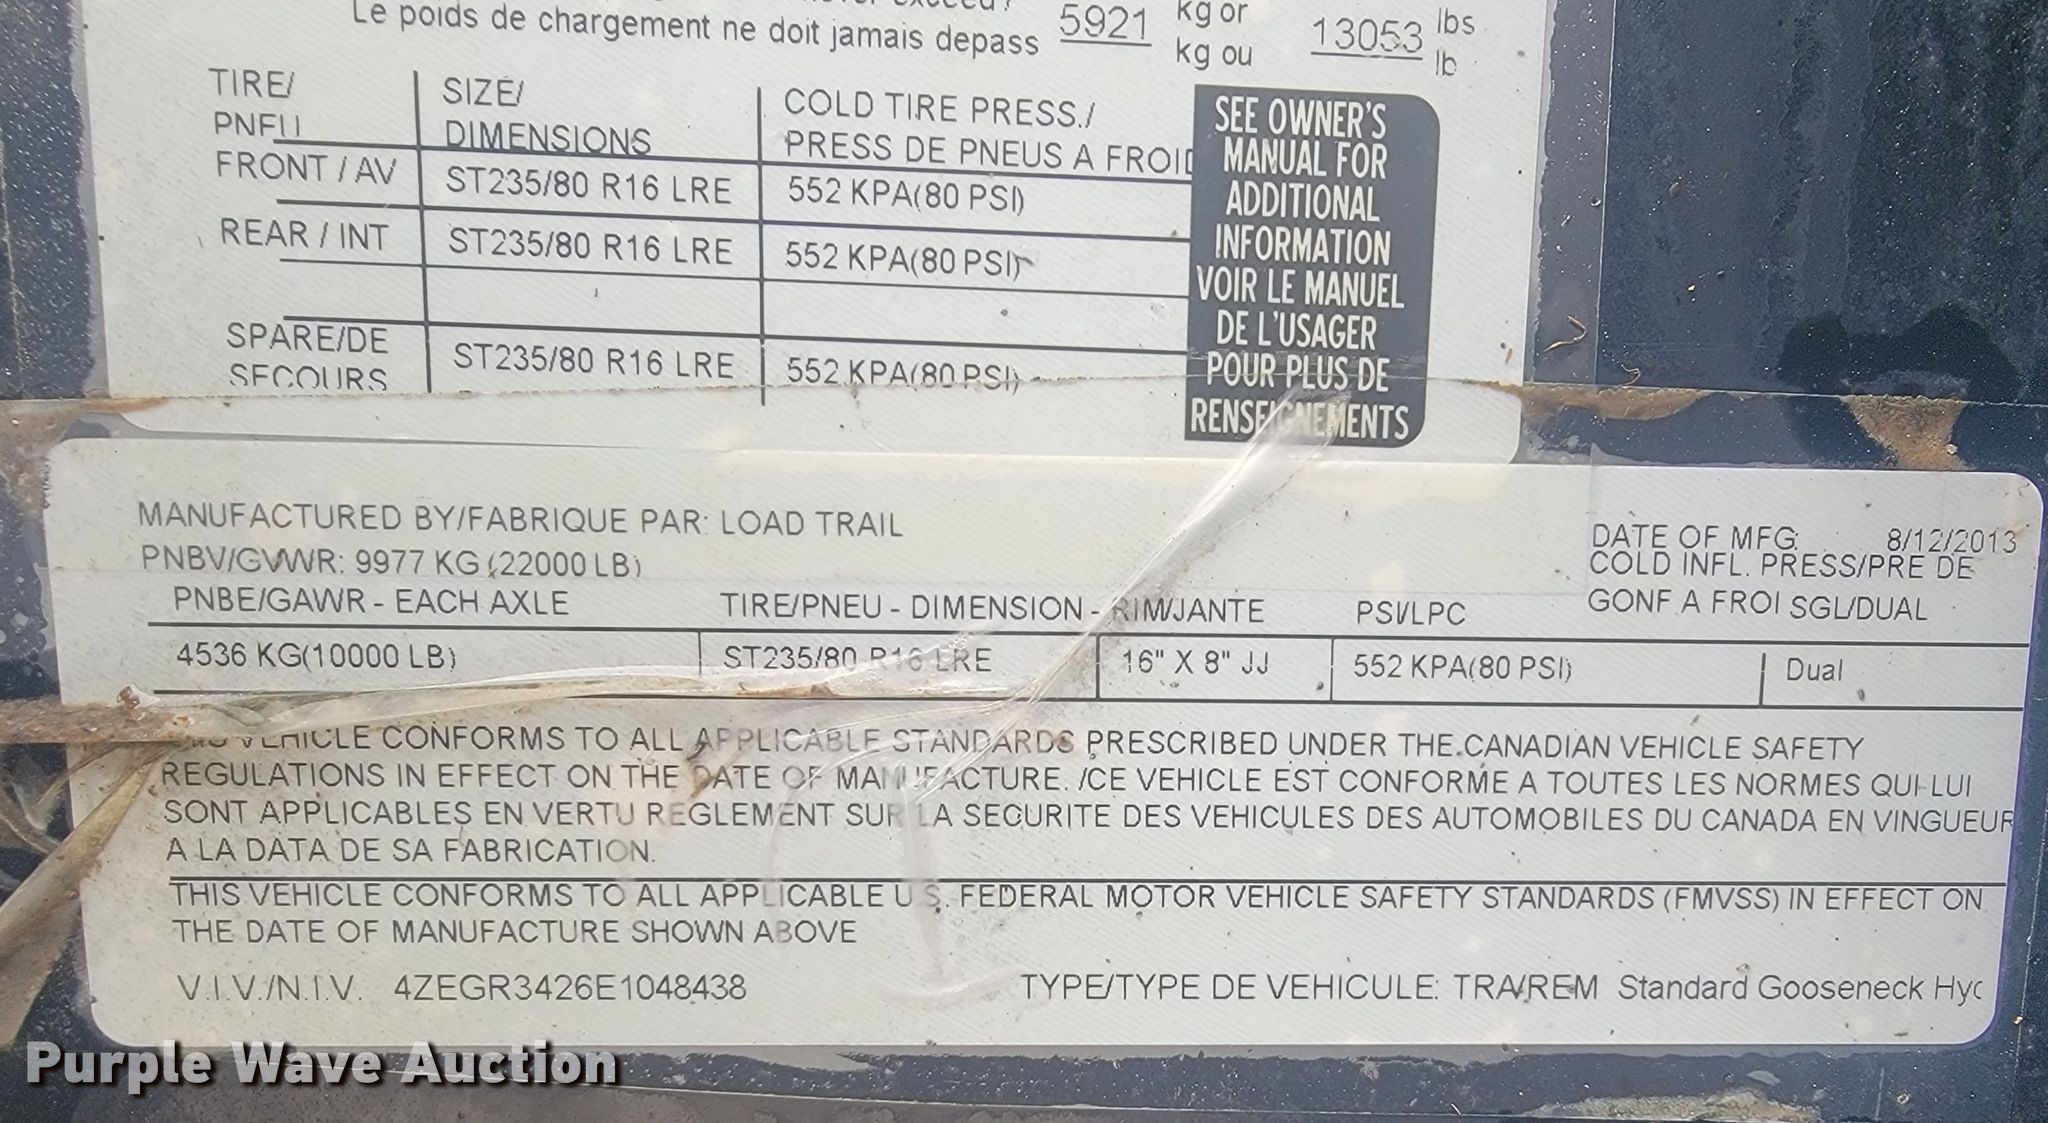 Le poids de chargement ne doit jamais depass 5921 kg or kg ou 13053 lbs lb
TIRE/ PNEU SIZE/ DIMENSIONS COLD TIRE PRESS./ PRESS DE PNEUS A FROID
FRONT / AV ST235/80 R16 LRE 552 KPA(80 PSI)
REAR / INT ST235/80 R16 LRE 552 KPA(80 PSI)
SPARE/DE SECOURS ST235/80 R16 LRE 552 KPA(80 PSI)
SEE OWNER'S
MANUAL FOR
ADDITIONAL
INFORMATION
VOIR LE MANUEL
DE L'USAGER
POUR PLUS DE
RENSEIGNEMENTS
MANUFACTURED BY/FABRIQUE PAR: LOAD TRAIL DATE OF MFG: 8/12/2013
PNBV/GVWR: 9977 KG (22000 LB) COLD INFL. PRESS/PRE DE
PNBE/GAWR - EACH AXLE TIRE/PNEU - DIMENSION - RIM/JANTE PSI/LPC GONF A FROI SGL/DUAL
4536 KG(10000 LB) ST235/80 R16 LRE 16" X 8" JJ 552 KPA(80 PSI) Dual
VEHICLE CONFORMS TO ALL APPLICABLE STANDARDS PRESCRIBED UNDER THE CANADIAN VEHICLE SAFETY
REGULATIONS IN EFFECT ON THE DATE OF MANUFACTURE. /CE VEHICLE EST CONFORME A TOUTES LES NORMES QUI LUI
SONT APPLICABLES EN VERTU REGLEMENT SUR LA SECURITE DES VEHICULES DES AUTOMOBILES DU CANADA EN VINGUEUR
A LA DATA DE SA FABRICATION.
THIS VEHICLE CONFORMS TO ALL APPLICABLE U.S. FEDERAL MOTOR VEHICLE SAFETY STANDARDS (FMVSS) IN EFFECT ON
THE DATE OF MANUFACTURE SHOWN ABOVE
V.I.V./N.I.V. 4ZEGR3426E1048438 TYPE/TYPE DE VEHICULE: TRA/REM Standard Gooseneck Hyc
Purple Wave Auction